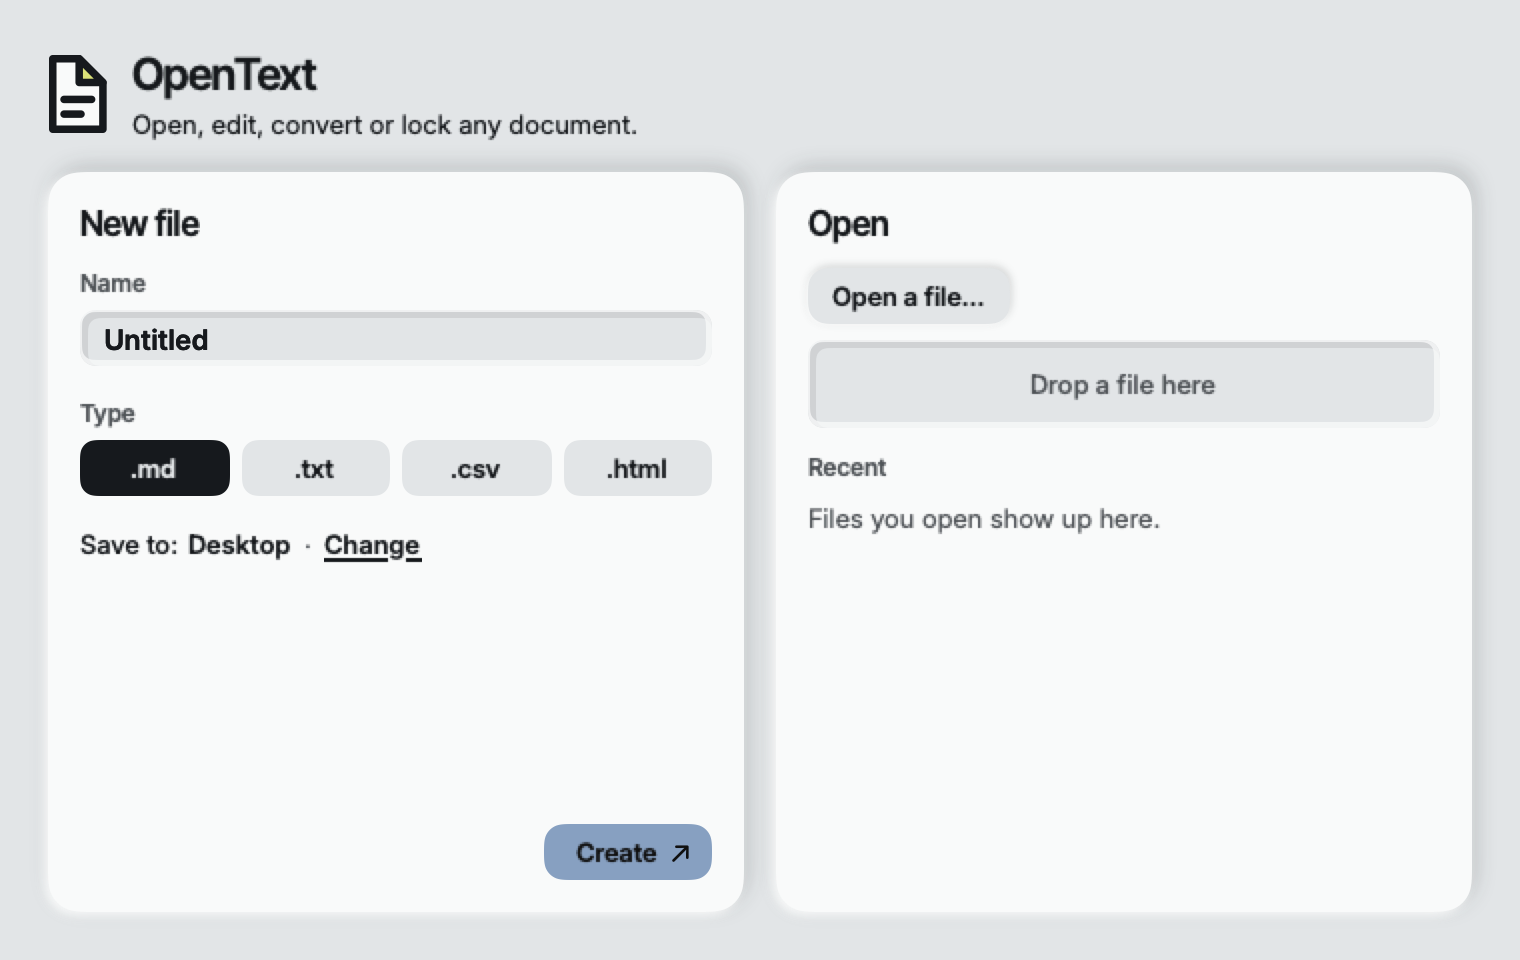 OpenText
Open, edit, convert or lock any document.
New file
Name
Untitled
Type
.md .txt .csv .html
Save to: Desktop · Change
Create
Open
Open a file...
Drop a file here
Recent
Files you open show up here.